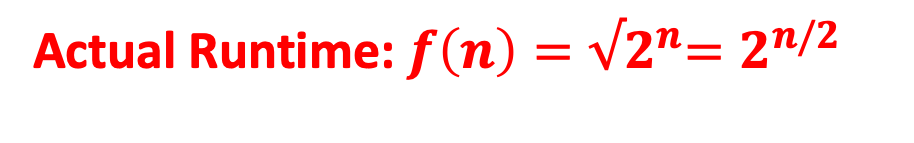 Actual Runtime: f(n) = √2ⁿ= 2ⁿ/²